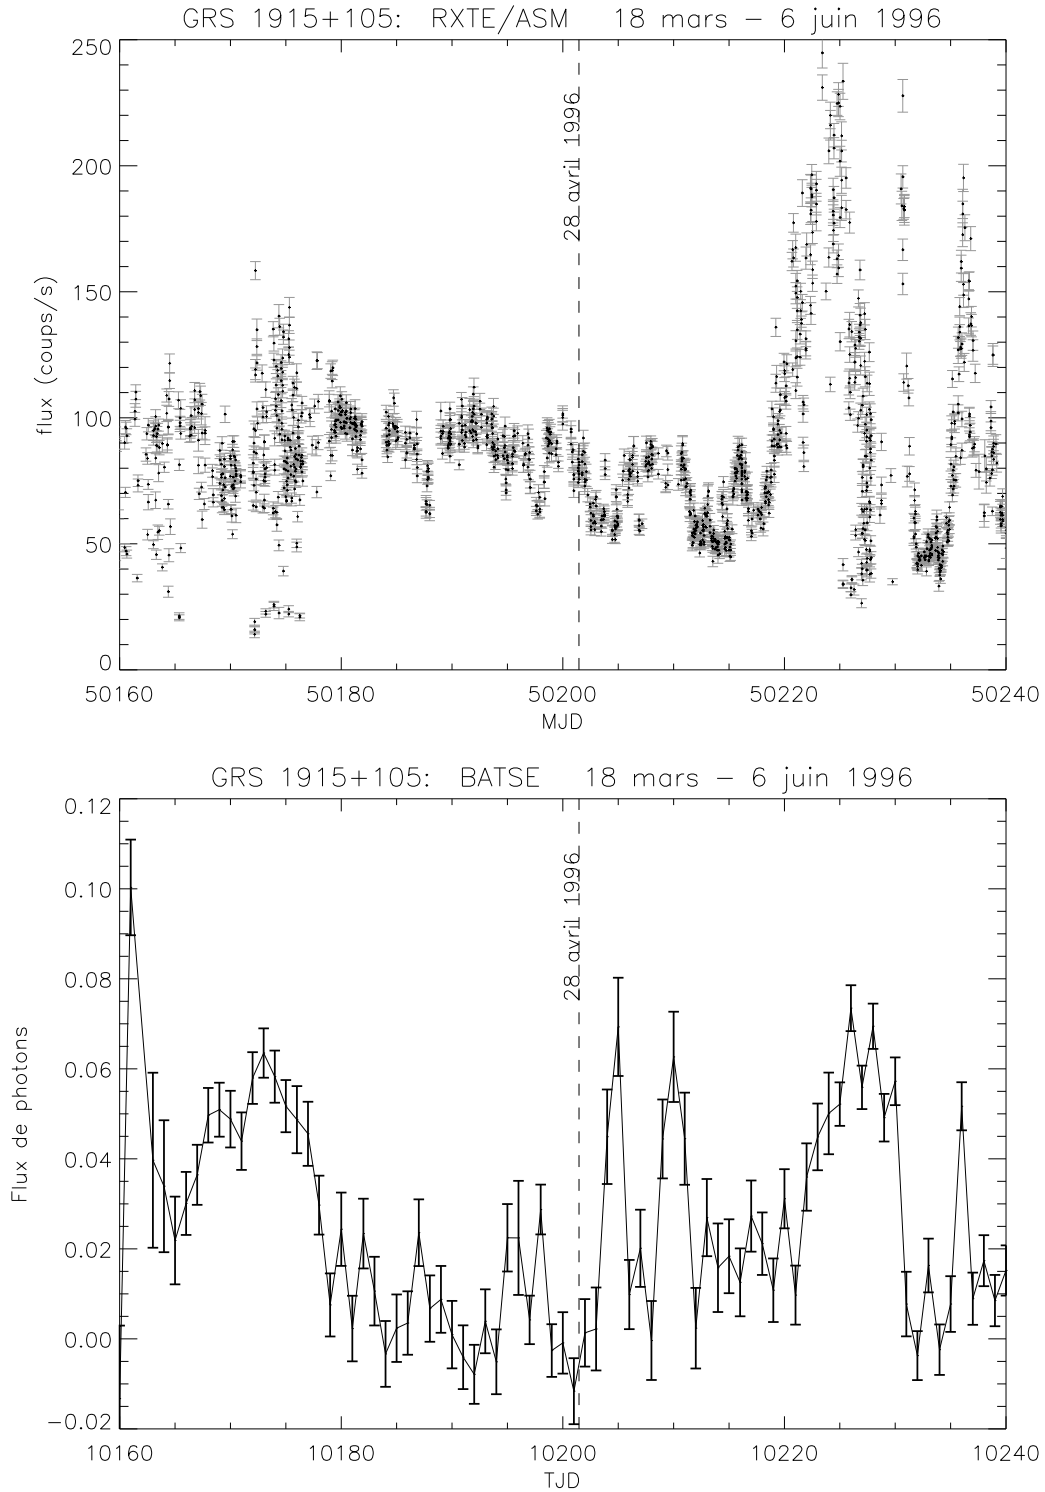 GRS 1915+105: RXTE/ASM 18 mars − 6 juin 1996
250
200
150
100
50
0
flux (coups/s)
28 avril 1996
50160 50180 50200 50220 50240
MJD
GRS 1915+105: BATSE 18 mars − 6 juin 1996
0.12
0.10
0.08
0.06
0.04
0.02
0.00
−0.02
Flux de photons
28 avril 1996
10160 10180 10200 10220 10240
TJD